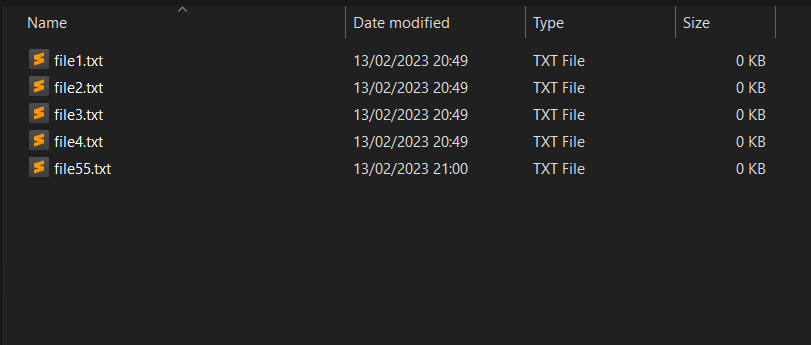 Name Date modified Type Size
file1.txt 13/02/2023 20:49 TXT File 0 KB
file2.txt 13/02/2023 20:49 TXT File 0 KB
file3.txt 13/02/2023 20:49 TXT File 0 KB
file4.txt 13/02/2023 20:49 TXT File 0 KB
file55.txt 13/02/2023 21:00 TXT File 0 KB